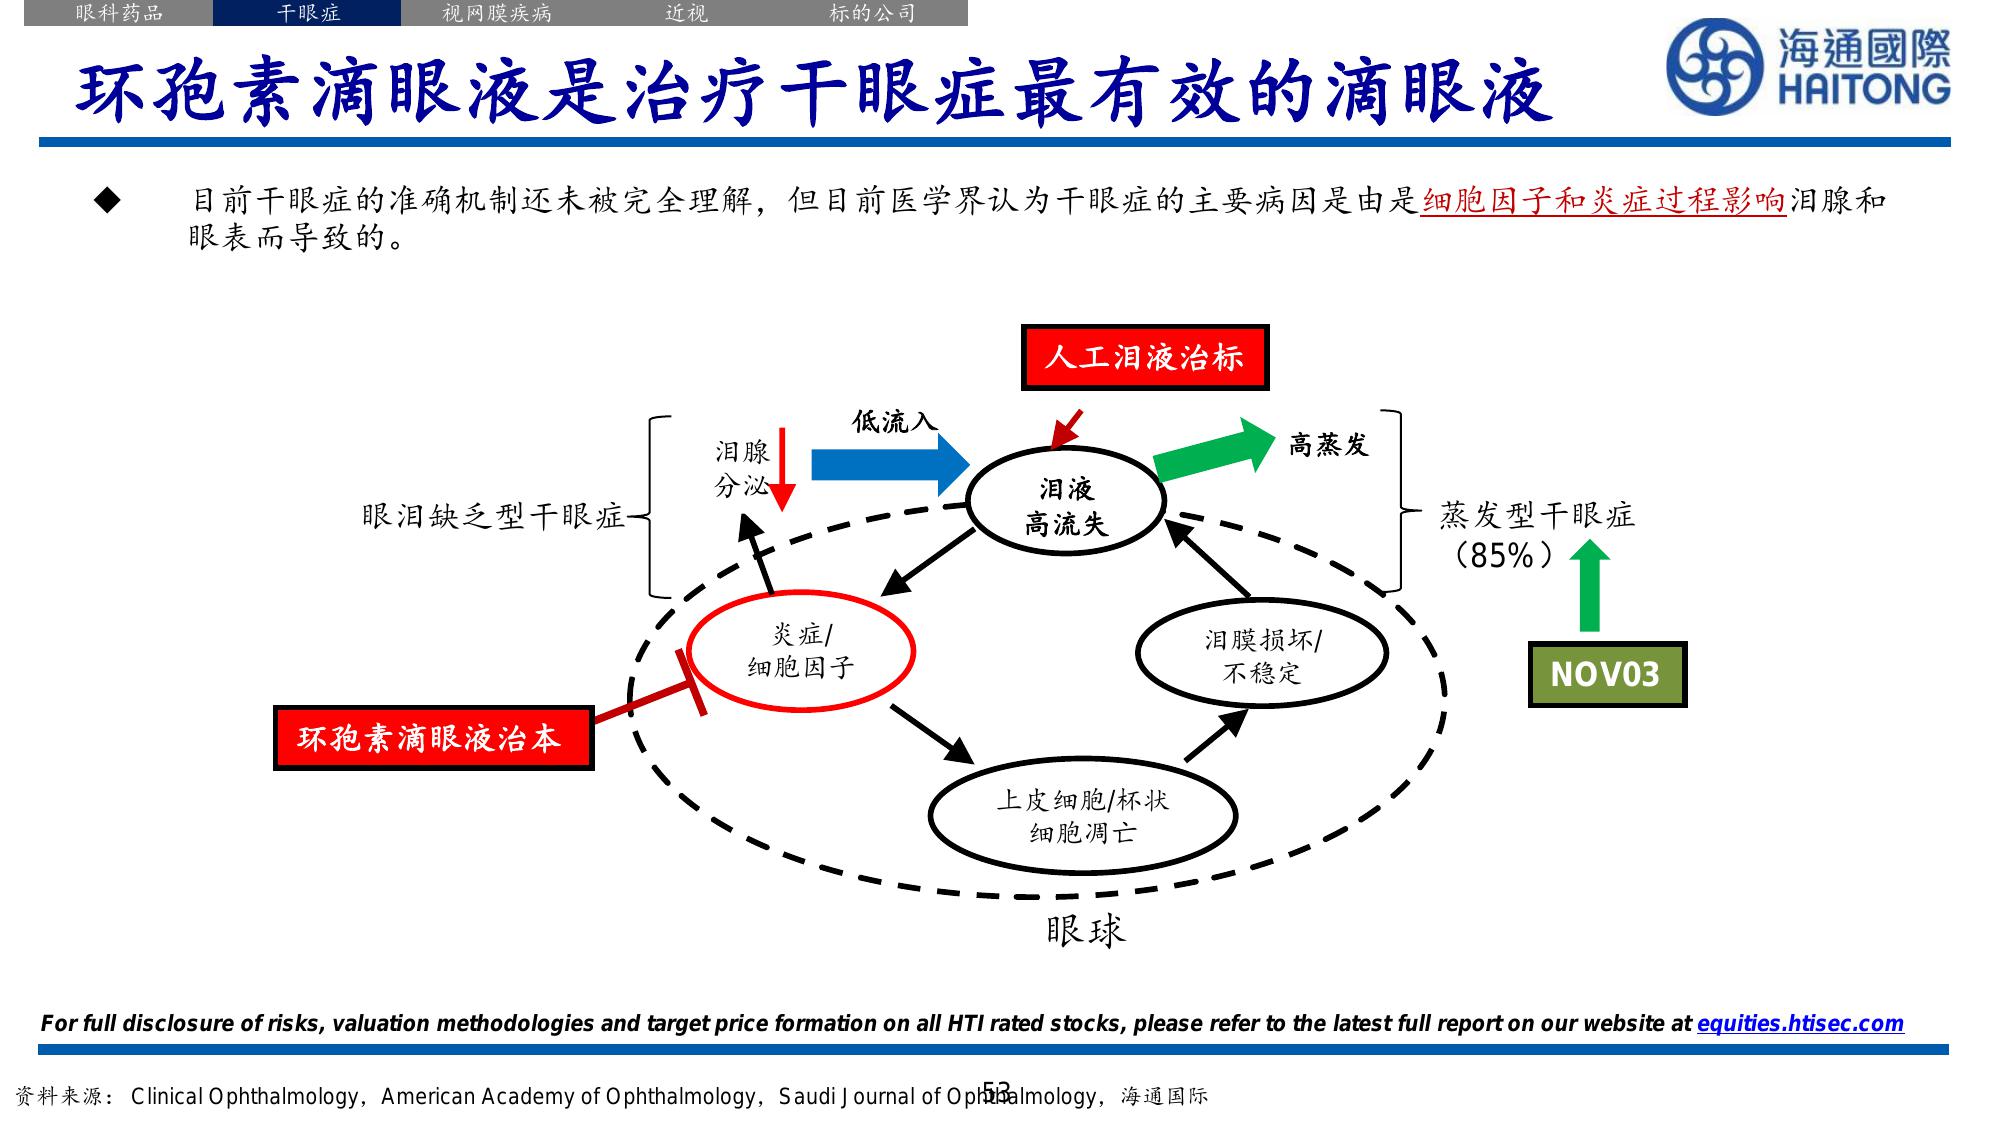 眼科药品 干眼症 视网膜疾病 近视 标的公司
海通國際
HAITONG
环孢素滴眼液是治疗干眼症最有效的滴眼液
◆ 目前干眼症的准确机制还未被完全理解，但目前医学界认为干眼症的主要病因是由是细胞因子和炎症过程影响泪腺和
眼表而导致的。
人工泪液治标
低流入
高蒸发
泪腺
分泌
泪液
高流失
眼泪缺乏型干眼症
蒸发型干眼症
（85%）
炎症/
细胞因子
泪膜损坏/
不稳定
NOV03
环孢素滴眼液治本
上皮细胞/杯状
细胞凋亡
眼球
For full disclosure of risks, valuation methodologies and target price formation on all HTI rated stocks, please refer to the latest full report on our website at equities.htisec.com
资料来源： Clinical Ophthalmology，American Academy of Ophthalmology，Saudi Journal of Ophthalmology，海通国际
53